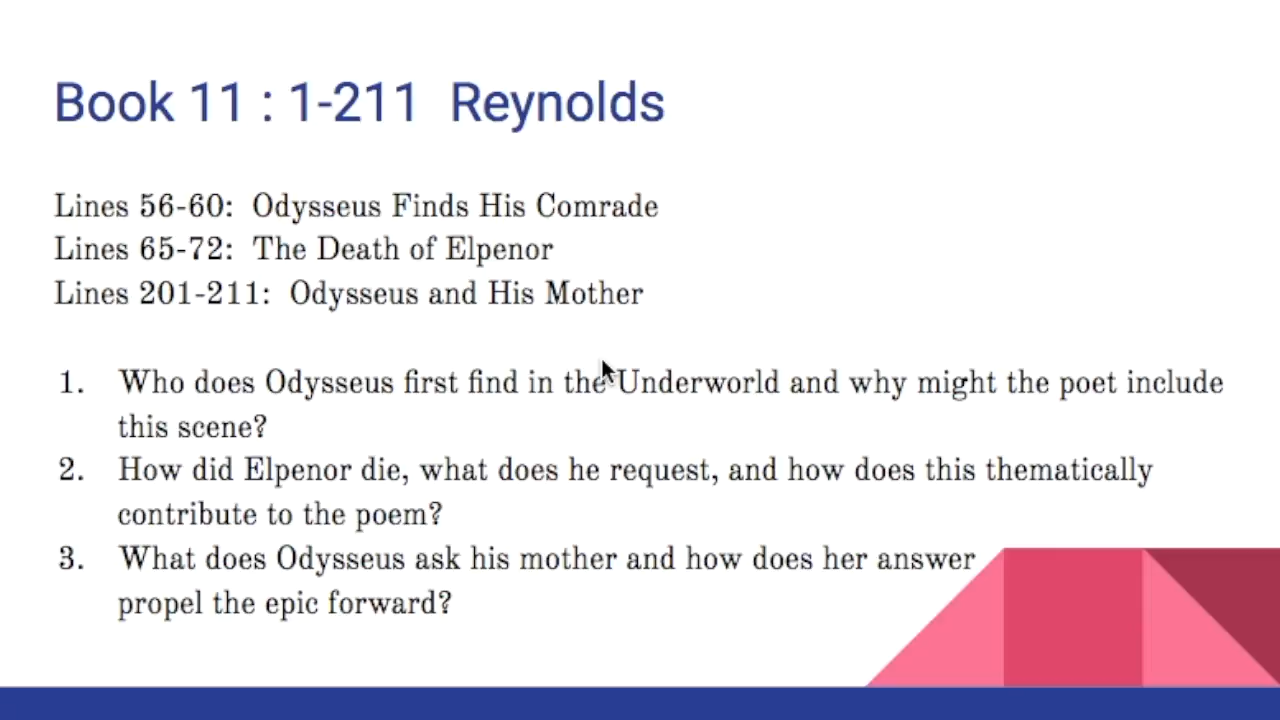 Book 11 : 1-211 Reynolds
Lines 56-60: Odysseus Finds His Comrade
Lines 65-72: The Death of Elpenor
Lines 201-211: Odysseus and His Mother
1. Who does Odysseus first find in the Underworld and why might the poet include
this scene?
2. How did Elpenor die, what does he request, and how does this thematically
contribute to the poem?
3. What does Odysseus ask his mother and how does her answer
propel the epic forward?